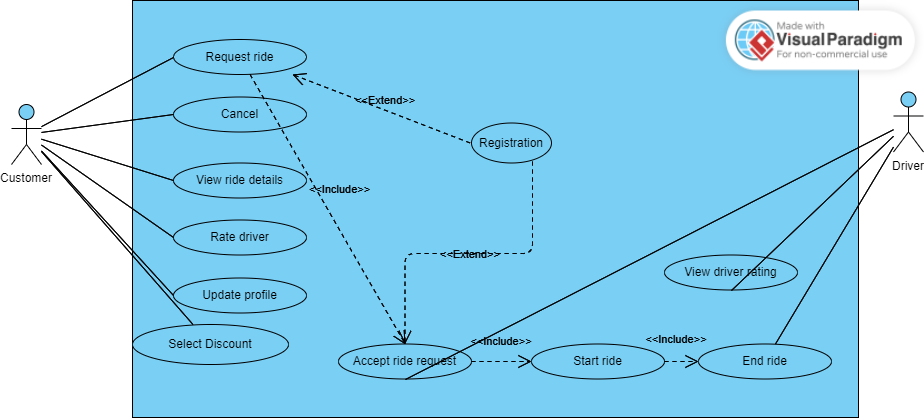 Made with
Visual Paradigm
For non-commercial use
Request ride
<<Extend>>
Cancel
Registration
Customer
Driver
View ride details
<<Include>>
Rate driver
<<Extend>>
View driver rating
Update profile
Select Discount
<<Include>>
<<Include>>
Accept ride request
Start ride
End ride